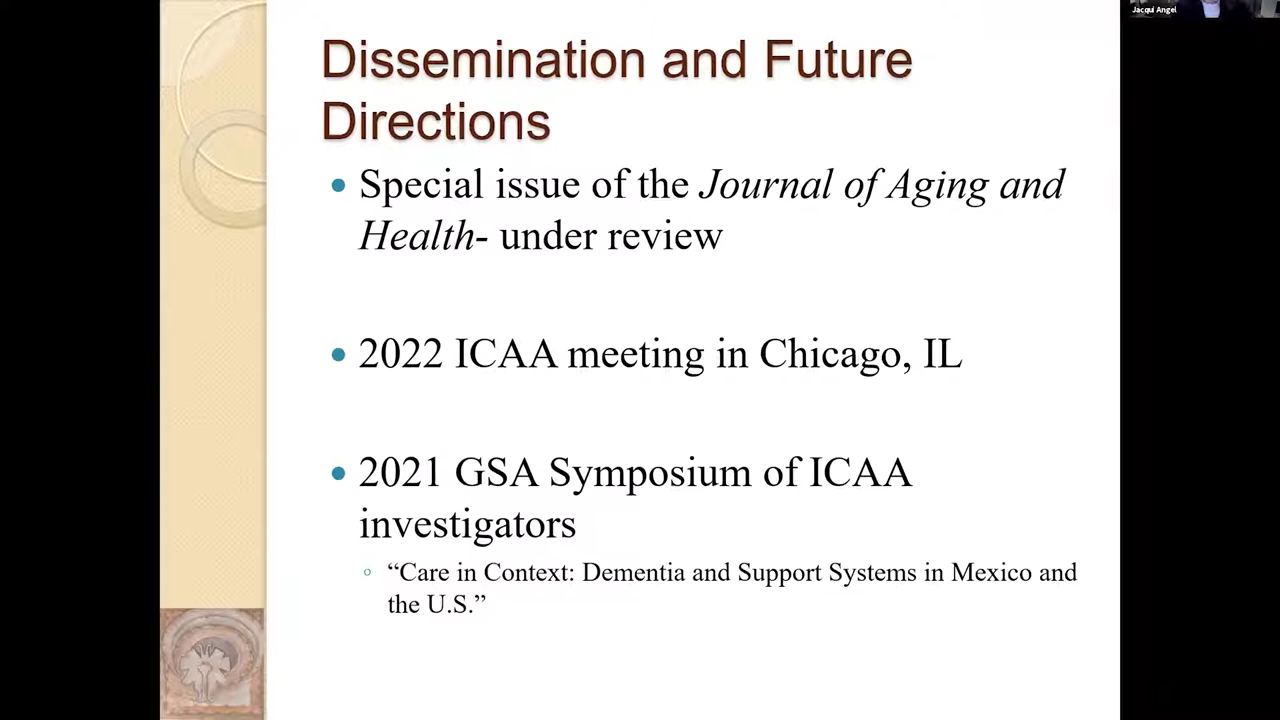 Jacqui Angel
Dissemination and Future
Directions
• Special issue of the Journal of Aging and
Health- under review
• 2022 ICAA meeting in Chicago, IL
• 2021 GSA Symposium of ICAA
investigators
○ “Care in Context: Dementia and Support Systems in Mexico and
the U.S.”